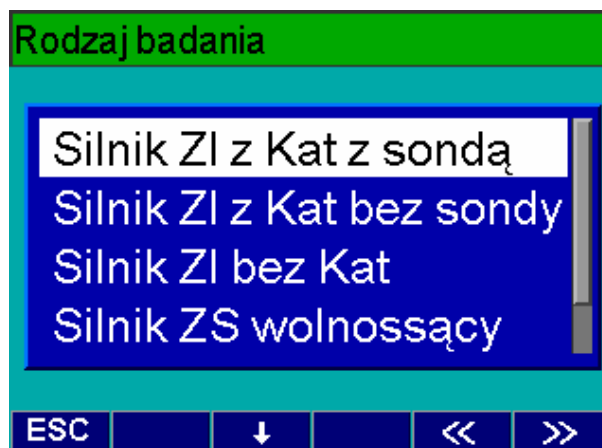 Rodzaj badania
Silnik ZI z Kat z sondą
Silnik ZI z Kat bez sondy
Silnik ZI bez Kat
Silnik ZS wolnossący
ESC ↓ << >>